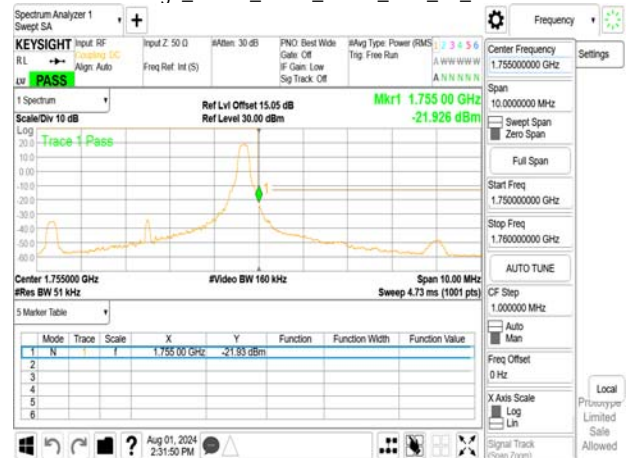 Spectrum Analyzer 1
Swept SA
+
Frequency
KEYSIGHT Input: RF Input Z: 50 Ω #Atten: 30 dB PNO: Best Wide #Avg Type: Power (RMS 1 2 3 4 5 6
RL Coupling: DC Gate: Off Trig: Free Run A W W W W W
Align: Auto Freq Ref: Int (S) IF Gain: Low
LW PASS Sig Track: Off A N N N N N
Center Frequency
1.755000000 GHz
Settings
Span
10.0000000 MHz
Swept Span
Zero Span
Full Span
Start Freq
1.750000000 GHz
Stop Freq
1.760000000 GHz
AUTO TUNE
CF Step
1.000000 MHz
Auto
Man
Freq Offset
0 Hz
X Axis Scale
Log
Lin
Local
Prototype
Limited
Sale
Allowed
Signal Track
(Span Zoom)
1 Spectrum
Ref Lvl Offset 15.05 dB Mkr1 1.755 00 GHz
Scale/Div 10 dB Ref Level 30.00 dBm -21.926 dBm
Log
Trace 1 Pass
20.0
10.0
0.00
-10.0
-20.0
-30.0
-40.0
-50.0
-60.0
1
Center 1.755000 GHz #Video BW 160 kHz Span 10.00 MHz
#Res BW 51 kHz Sweep 4.73 ms (1001 pts)
5 Marker Table
Mode Trace Scale X Y Function Function Width Function Value
1 N 1 f 1.755 00 GHz -21.93 dBm
2
3
4
5
6
? Aug 01, 2024
2:31:50 PM